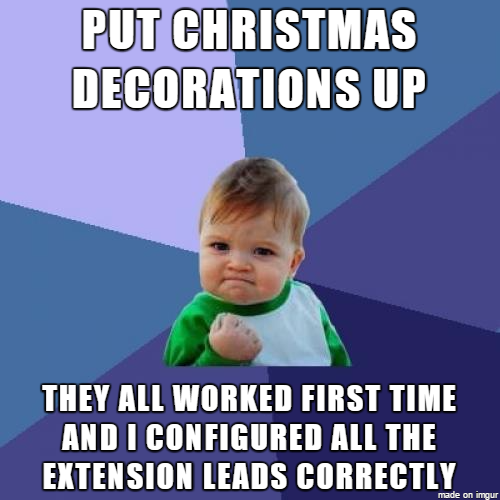 PUT CHRISTMAS
DECORATIONS UP
THEY ALL WORKED FIRST TIME
AND I CONFIGURED ALL THE
EXTENSION LEADS CORRECTLY
made on imgur